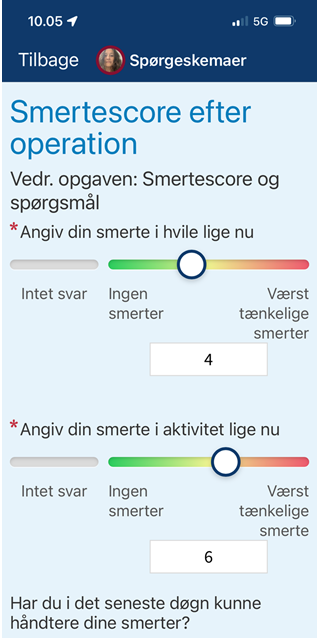 10.05
5G
Tilbage
Spørgeskemaer
Smertescore efter
operation
Vedr. opgaven: Smertescore og
spørgsmål
*Angiv din smerte i hvile lige nu
Intet svar
Ingen
smerter
Værst
tænkelige
smerter
4
*Angiv din smerte i aktivitet lige nu
Intet svar
Ingen
smerter
Værst
tænkelige
smerte
6
Har du i det seneste døgn kunne
håndtere dine smerter?